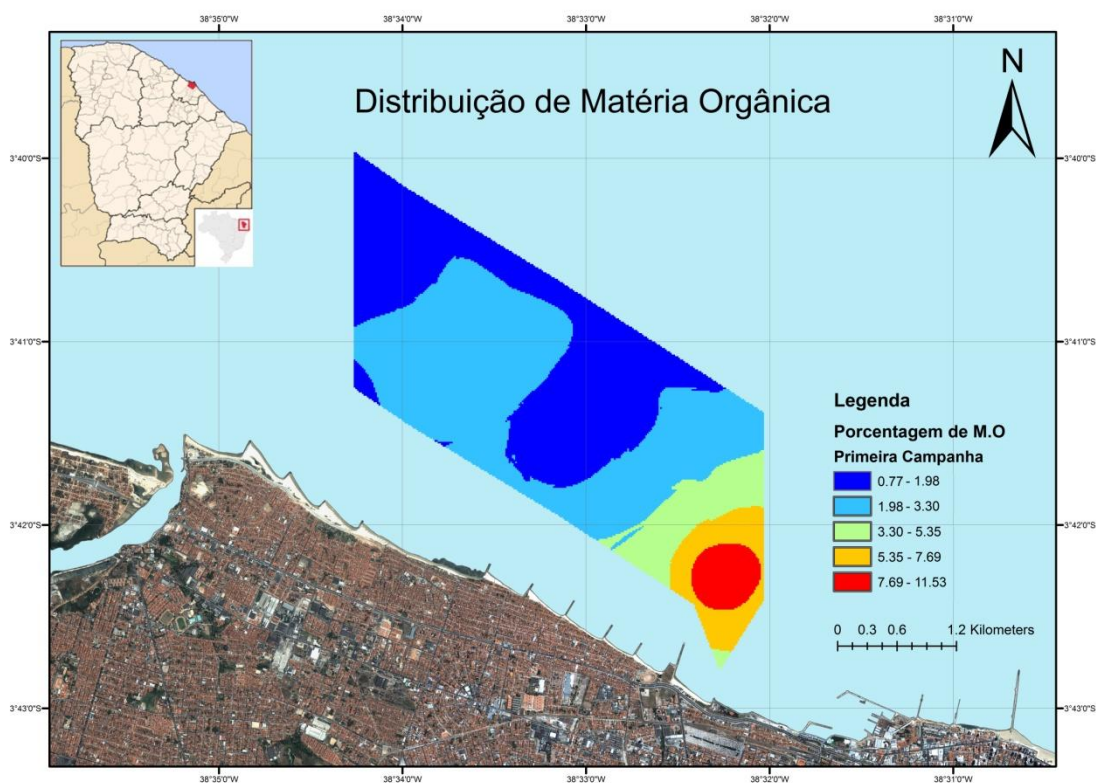 38°35'0"W 38°34'0"W 38°33'0"W 38°32'0"W 38°31'0"W
N
Distribuição de Matéria Orgânica
3°40'0"S 3°40'0"S
3°41'0"S 3°41'0"S
Legenda
Porcentagem de M.O
Primeira Campanha
0.77 - 1.98
1.98 - 3.30
3.30 - 5.35
5.35 - 7.69
7.69 - 11.53
3°42'0"S 3°42'0"S
0 0.3 0.6 1.2 Kilometers
3°43'0"S 3°43'0"S
38°35'0"W 38°34'0"W 38°33'0"W 38°32'0"W 38°31'0"W